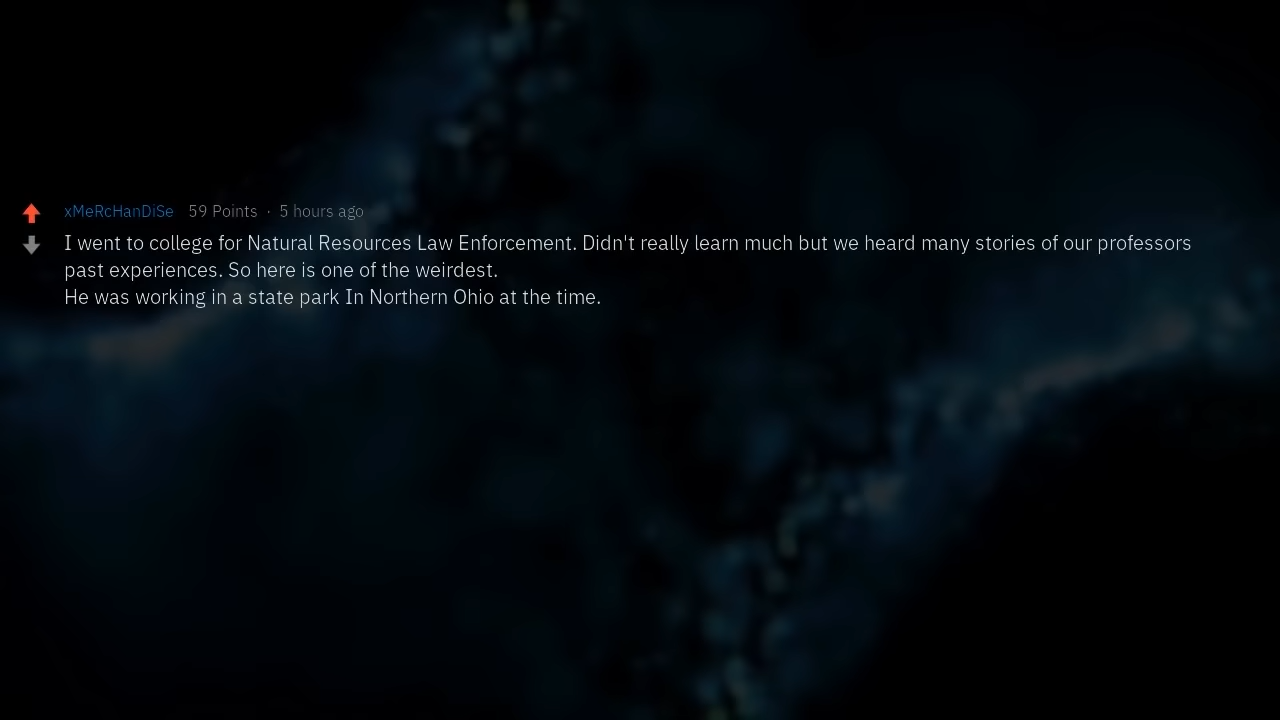 xMeRcHanDiSe 59 Points · 5 hours ago
I went to college for Natural Resources Law Enforcement. Didn't really learn much but we heard many stories of our professors
past experiences. So here is one of the weirdest.
He was working in a state park In Northern Ohio at the time.